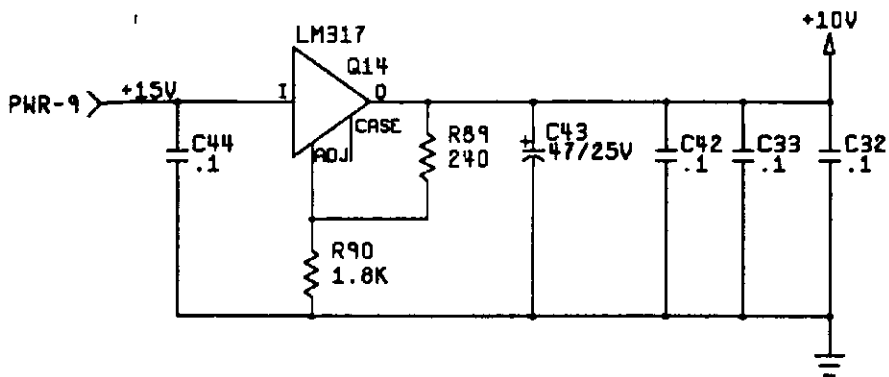 +10V
LM317
Q14
PWR-9
+15V
I
O
CASE
ADJ
C44
.1
R89
240
+
C43
47/25V
C42
.1
C33
.1
C32
.1
R90
1.8K